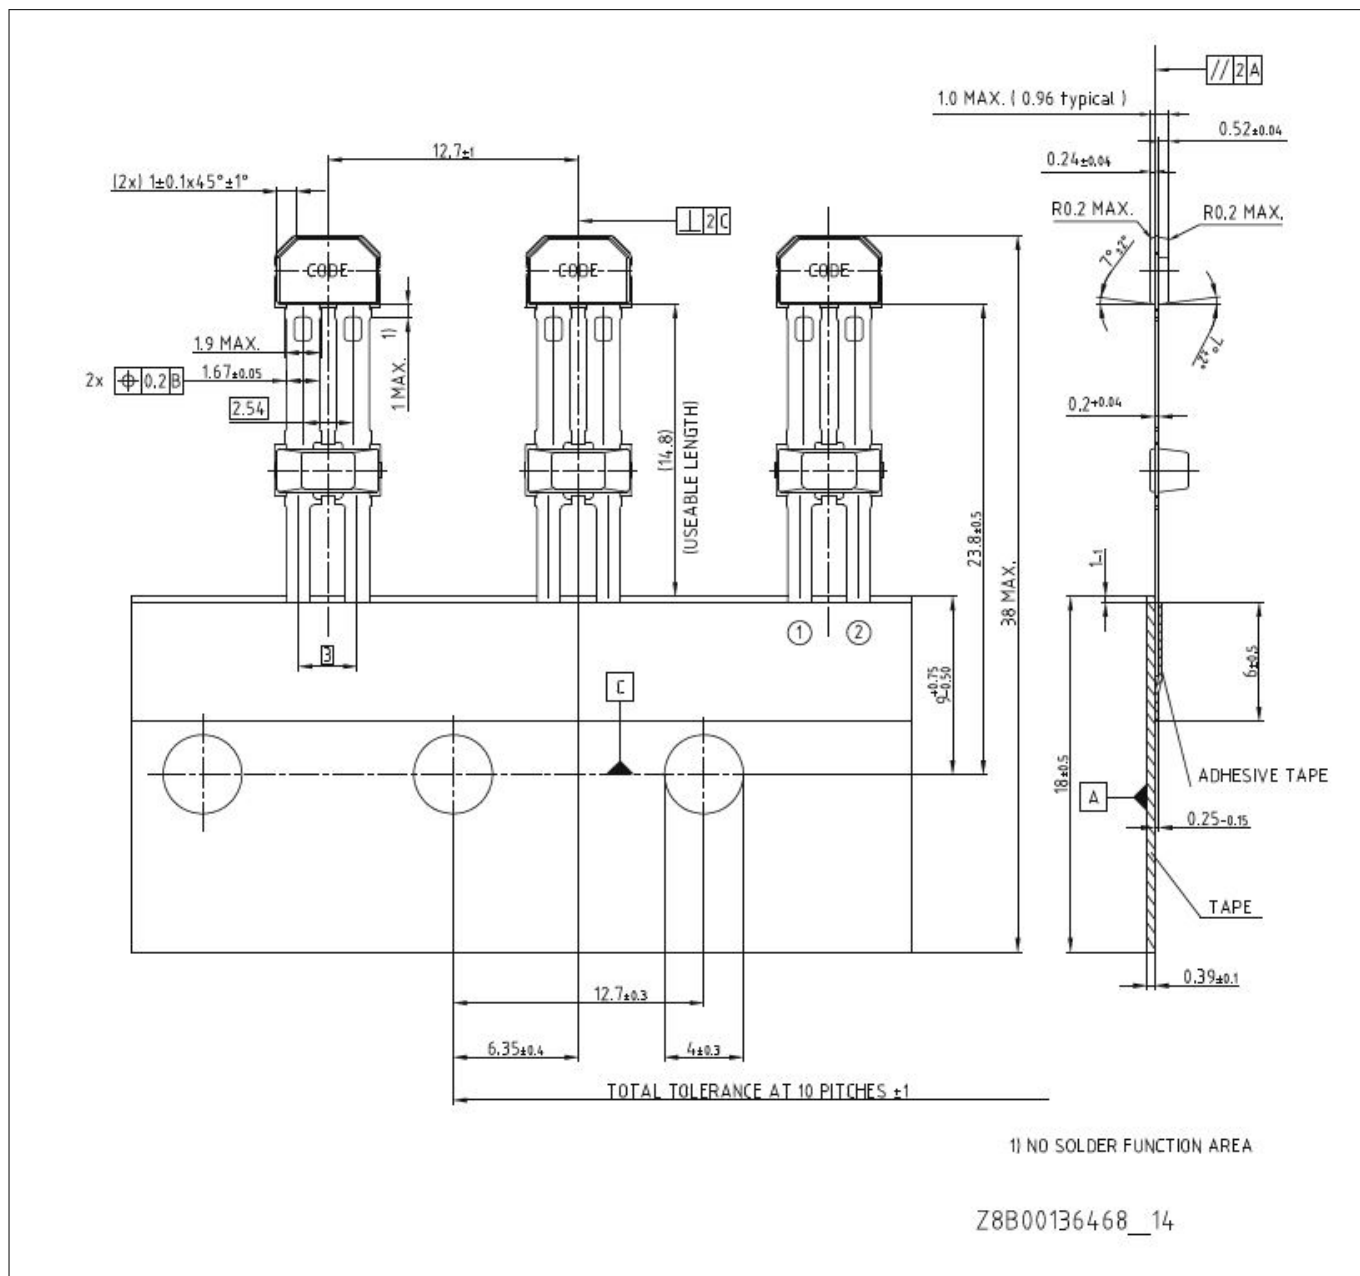 // 2 A
1.0 MAX. ( 0.96 typical )
0.52±0.04
12,7±1
0.24±0.04
(2x) 1±0.1x45°±1°
⊥ 2 C
R0.2 MAX.
R0,2 MAX.
7°±2°
CODE
CODE
CODE
1)
1.9 MAX.
7°±2°
2x ⌖ 0,2 B
1.67±0.05
1 MAX.
2.54
0,2+0.04
(14.8)
(USEABLE LENGTH)
23.8±0.5
38 MAX.
1-1
1
2
3
C
9+0.75 -0.50
6±0.5
18±0.5
ADHESIVE TAPE
A
0.25-0.15
TAPE
0.39±0.1
12.7±0.3
6.35±0.4
4±0.3
TOTAL TOLERANCE AT 10 PITCHES ±1
1) NO SOLDER FUNCTION AREA
Z8B00136468_14